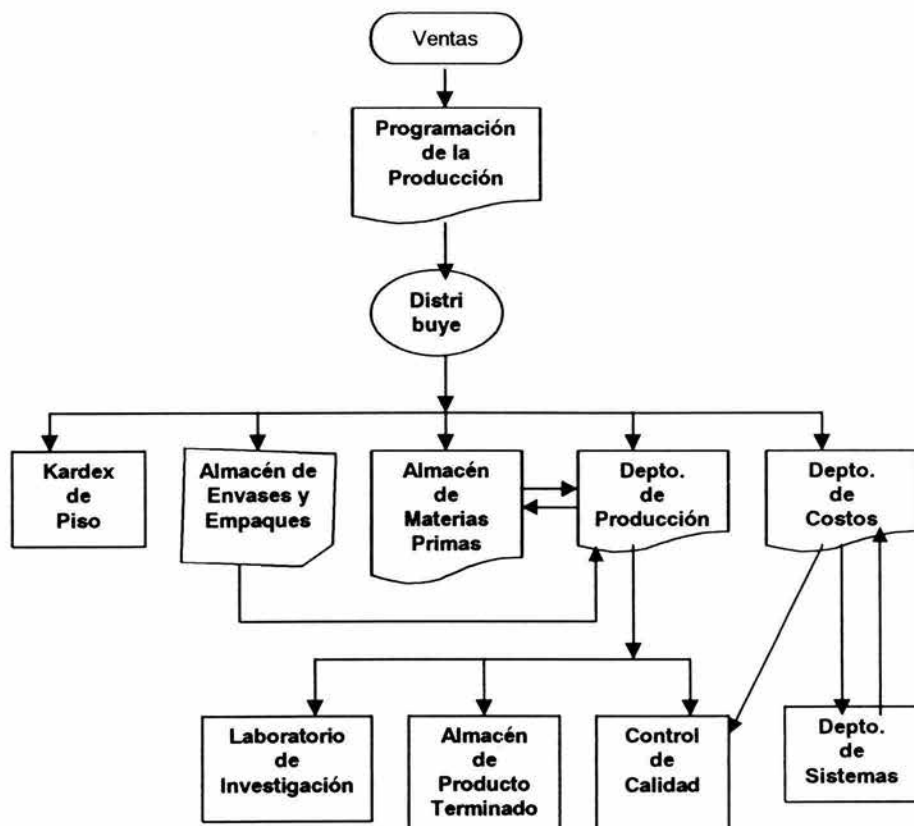 Ventas
Programación
de la
Producción
Distri
buye
Kardex
de
Piso
Almacén de
Envases y
Empaques
Almacén
de
Materias
Primas
Depto.
de
Producción
Depto.
de
Costos
Laboratorio
de
Investigación
Almacén
de
Producto
Terminado
Control
de
Calidad
Depto.
de
Sistemas